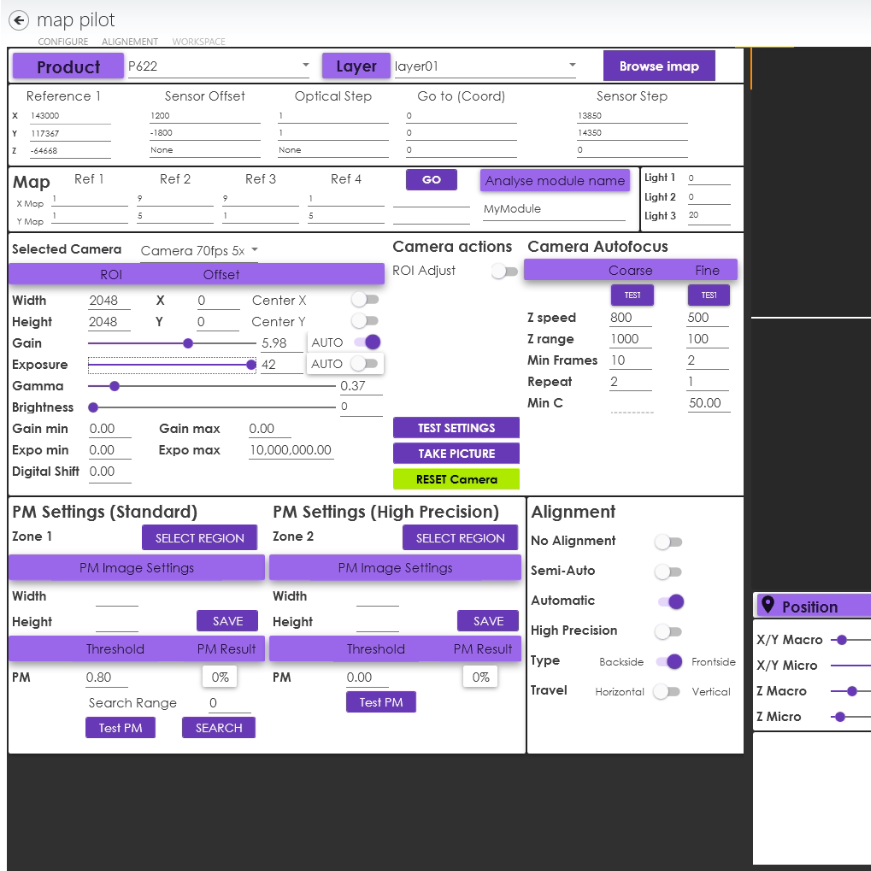 map pilot
CONFIGURE ALIGNEMENT WORKSPACE
Product P622 Layer layer01 Browse imap
Reference 1 Sensor Offset Optical Step Go to (Coord) Sensor Step
X 143000 1200 1 0 13850
Y 117367 -1800 1 0 14350
Z -64668 None None 0 0
Map Ref 1 Ref 2 Ref 3 Ref 4 GO Analyse module name Light 1 0
X Map 1 9 9 1 MyModule Light 2 0
Y Map 1 5 1 5 Light 3 20
Selected Camera Camera 70fps 5x Camera actions Camera Autofocus
ROI Offset ROI Adjust Coarse Fine
TEST TEST
Width 2048 X 0 Center X
Height 2048 Y 0 Center Y Z speed 800 500
Gain 5.98 AUTO Z range 1000 100
Exposure 42 AUTO Min Frames 10 2
Gamma 0.37 Repeat 2 1
Brightness 0 Min C 50.00
Gain min 0.00 Gain max 0.00 TEST SETTINGS
Expo min 0.00 Expo max 10,000,000.00 TAKE PICTURE
Digital Shift 0.00 RESET Camera
PM Settings (Standard) PM Settings (High Precision) Alignment
Zone 1 SELECT REGION Zone 2 SELECT REGION No Alignment
PM Image Settings PM Image Settings Semi-Auto
Width Width Automatic
Height SAVE Height SAVE High Precision
Threshold PM Result Threshold PM Result Type Backside Frontside
PM 0.80 0% PM 0.00 0% Travel Horizontal Vertical
Search Range 0 Test PM
Test PM SEARCH
Position
X/Y Macro
X/Y Micro
Z Macro
Z Micro